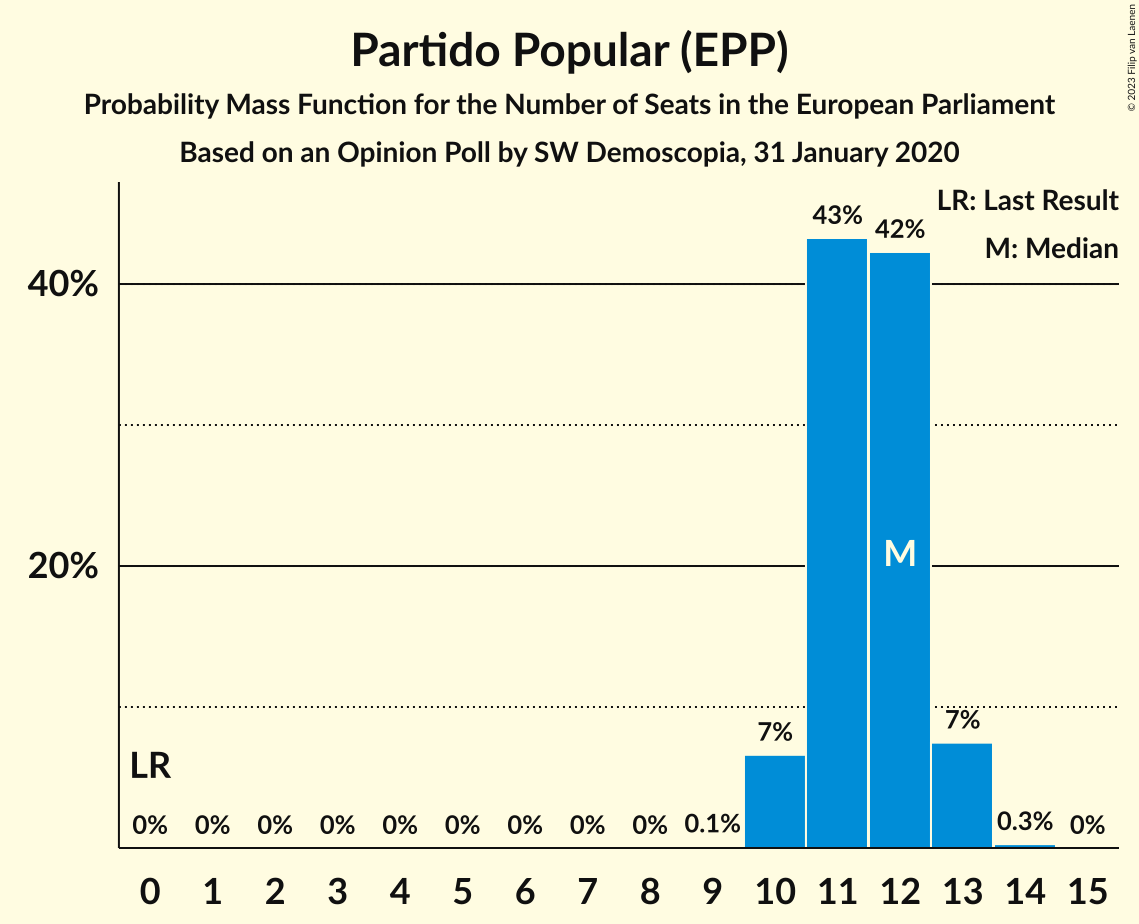 Partido Popular (EPP)
Probability Mass Function for the Number of Seats in the European Parliament
Based on an Opinion Poll by SW Demoscopia, 31 January 2020
© 2023 Filip van Laenen
LR: Last Result
M: Median
43%
42%
40%
20%
M
7%
7%
LR
0% 0% 0% 0% 0% 0% 0% 0% 0% 0.1% 0.3% 0%
0 1 2 3 4 5 6 7 8 9 10 11 12 13 14 15